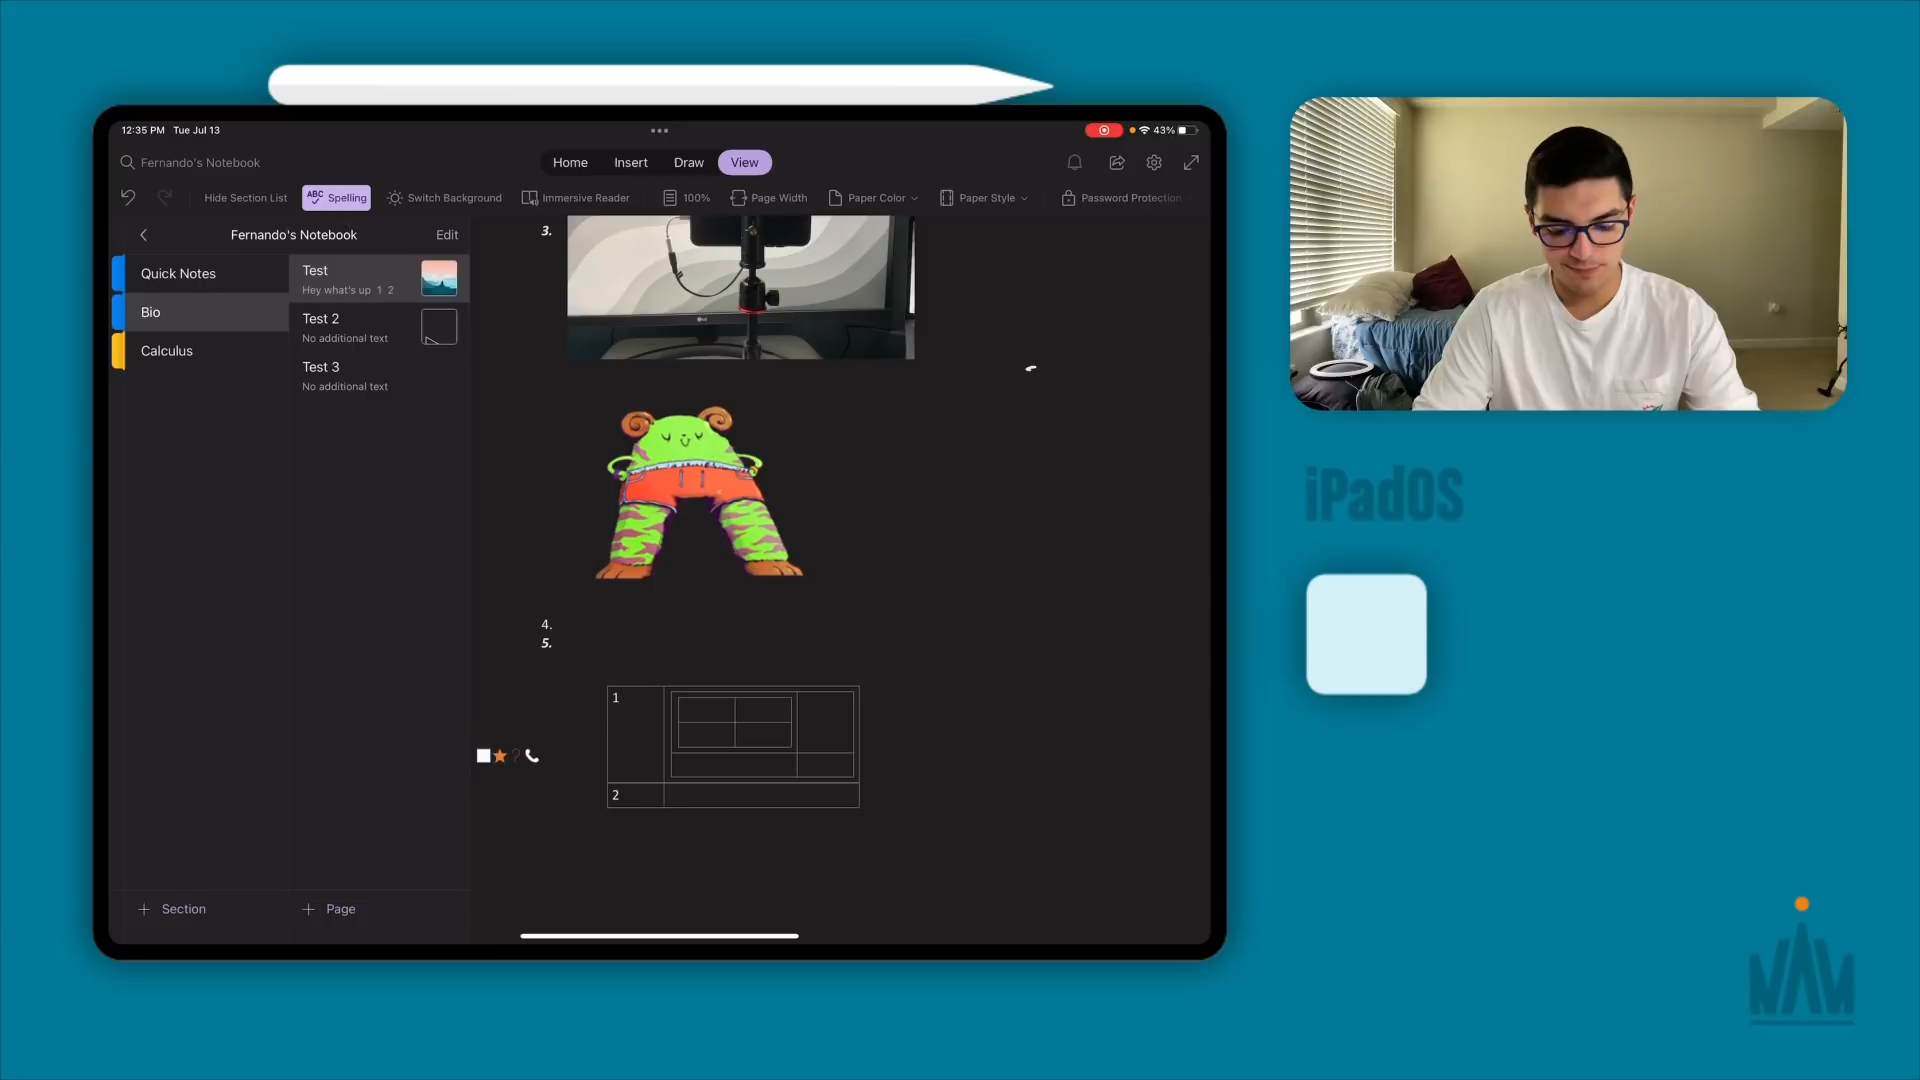 12:35 PM Tue Jul 13
43%
Fernando's Notebook
Home Insert Draw View
Hide Section List
ABC Spelling
Switch Background
Immersive Reader
100%
Page Width
Paper Color
Paper Style
Password Protection
Fernando's Notebook
Edit
Quick Notes
Bio
Calculus
Test
Hey what's up 1 2
Test 2
No additional text
Test 3
No additional text
+ Section
+ Page
3.
4.
5.
1
2
?
iPadOS